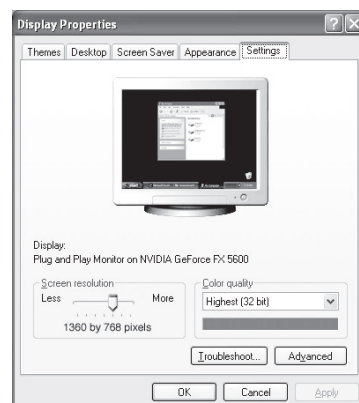 Display Properties
Themes Desktop Screen Saver Appearance Settings
Display:
Plug and Play Monitor on NVIDIA GeForce FX 5600
Screen resolution
Less More
1360 by 768 pixels
Color quality
Highest (32 bit)
Troubleshoot... Advanced
OK Cancel Apply